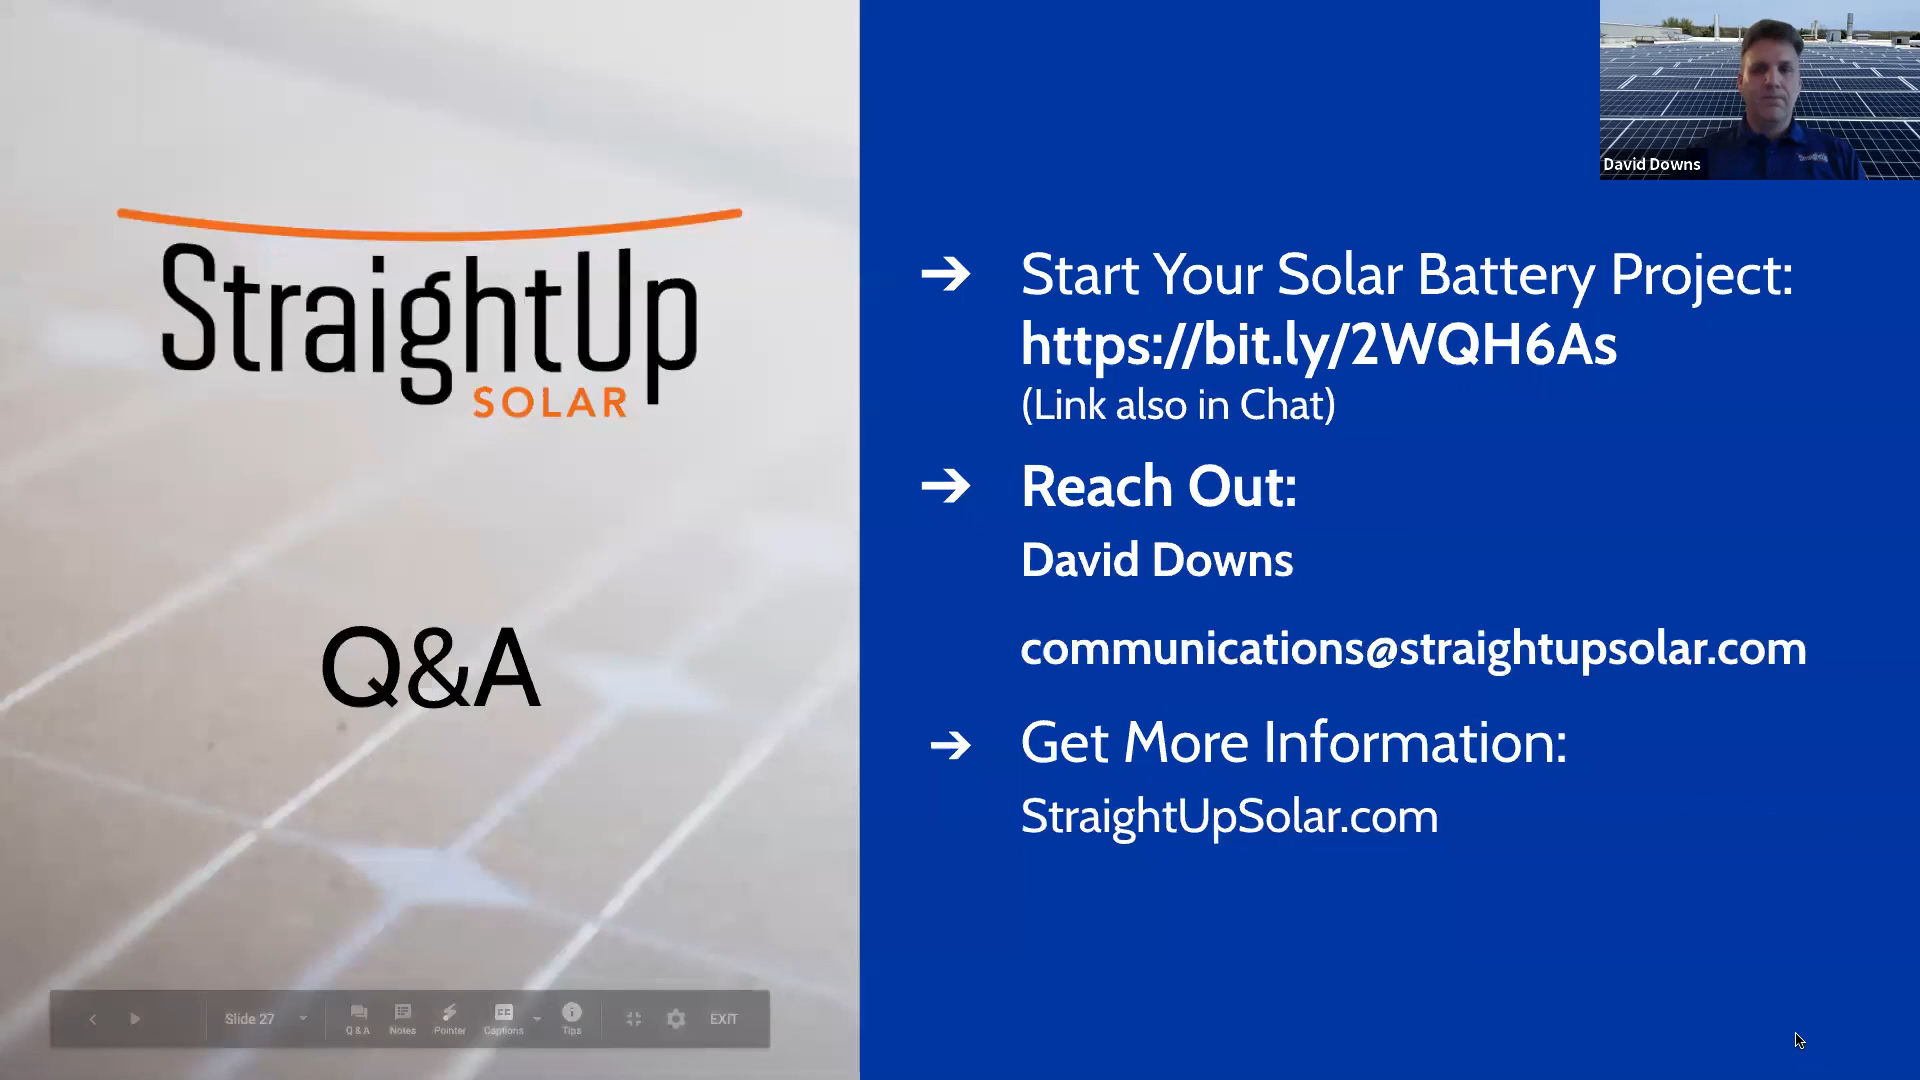 StraightUp
SOLAR
Q&A
Slide 27
Q & A
Notes
Pointer
Captions
Tips
EXIT
David Downs
➔ Start Your Solar Battery Project:
https://bit.ly/2WQH6As
(Link also in Chat)
➔ Reach Out:
David Downs
communications@straightupsolar.com
➔ Get More Information:
StraightUpSolar.com